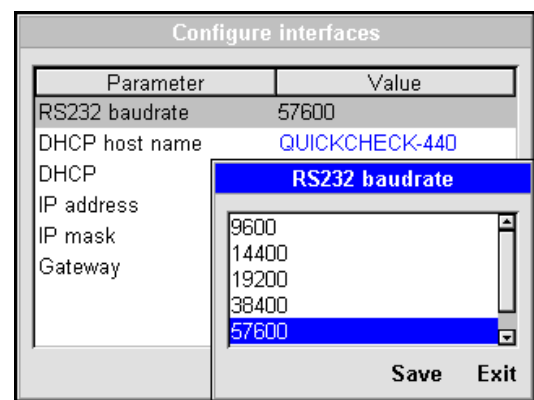 Configure interfaces
Parameter Value
RS232 baudrate 57600
DHCP host name QUICKCHECK-440
DHCP
IP address
IP mask
Gateway
RS232 baudrate
9600
14400
19200
38400
57600
Save Exit